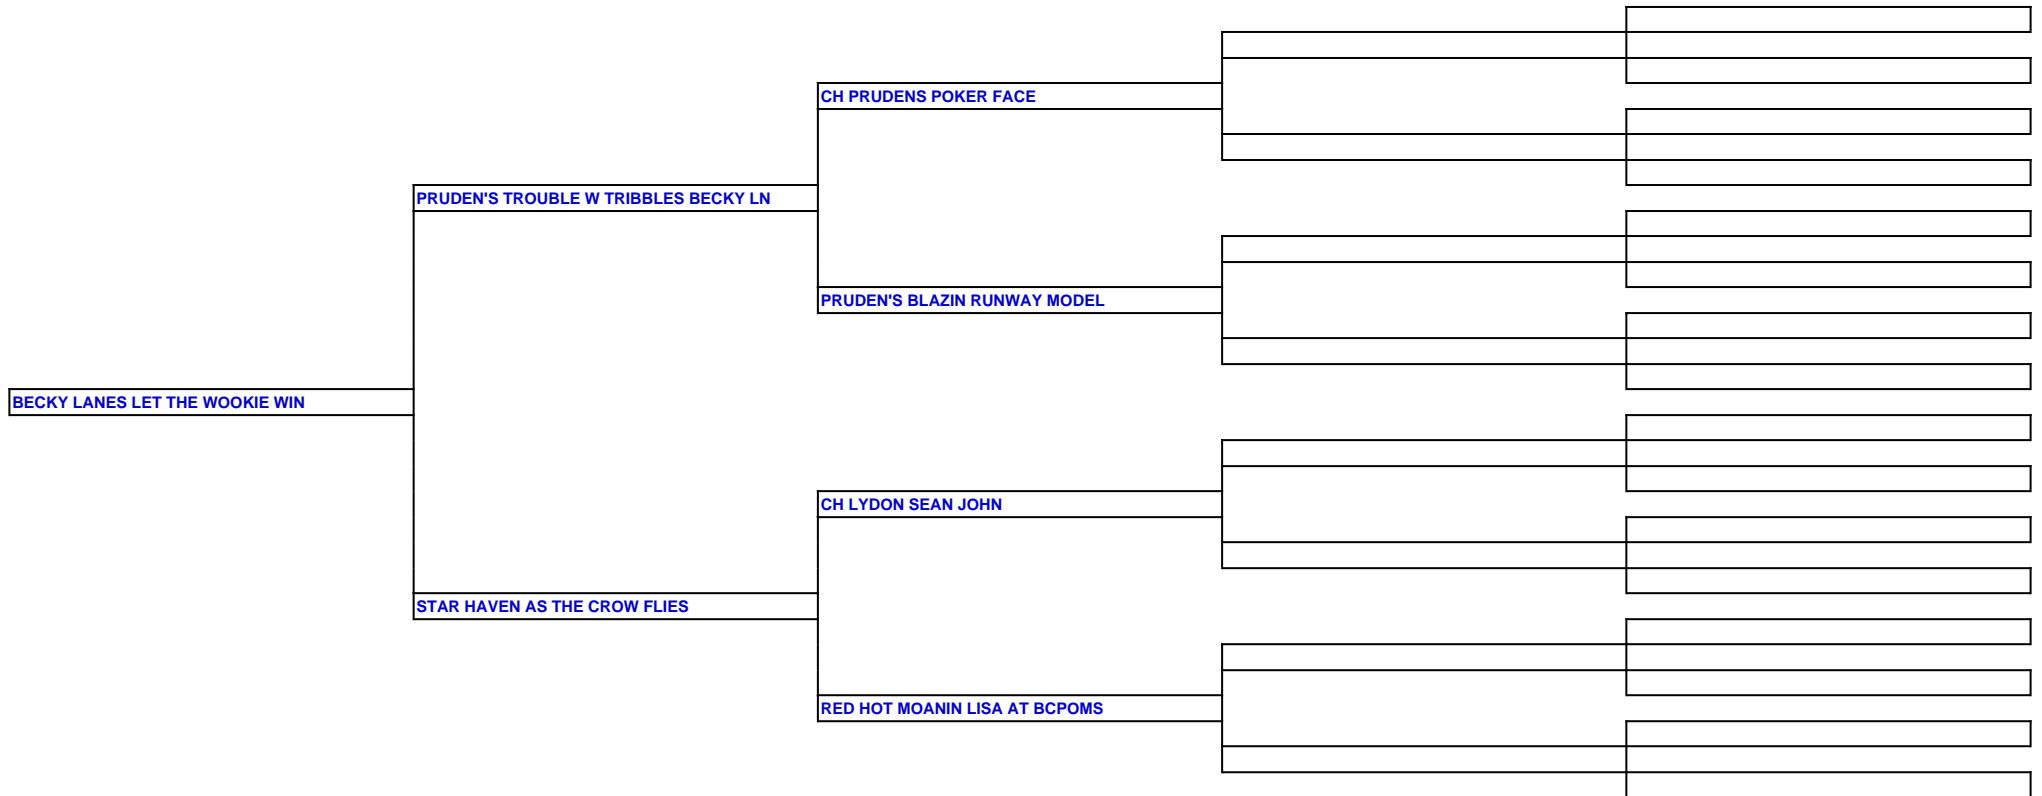 CH PRUDENS POKER FACE
PRUDEN'S TROUBLE W TRIBBLES BECKY LN
PRUDEN'S BLAZIN RUNWAY MODEL
BECKY LANES LET THE WOOKIE WIN
CH LYDON SEAN JOHN
STAR HAVEN AS THE CROW FLIES
RED HOT MOANIN LISA AT BCPOMS